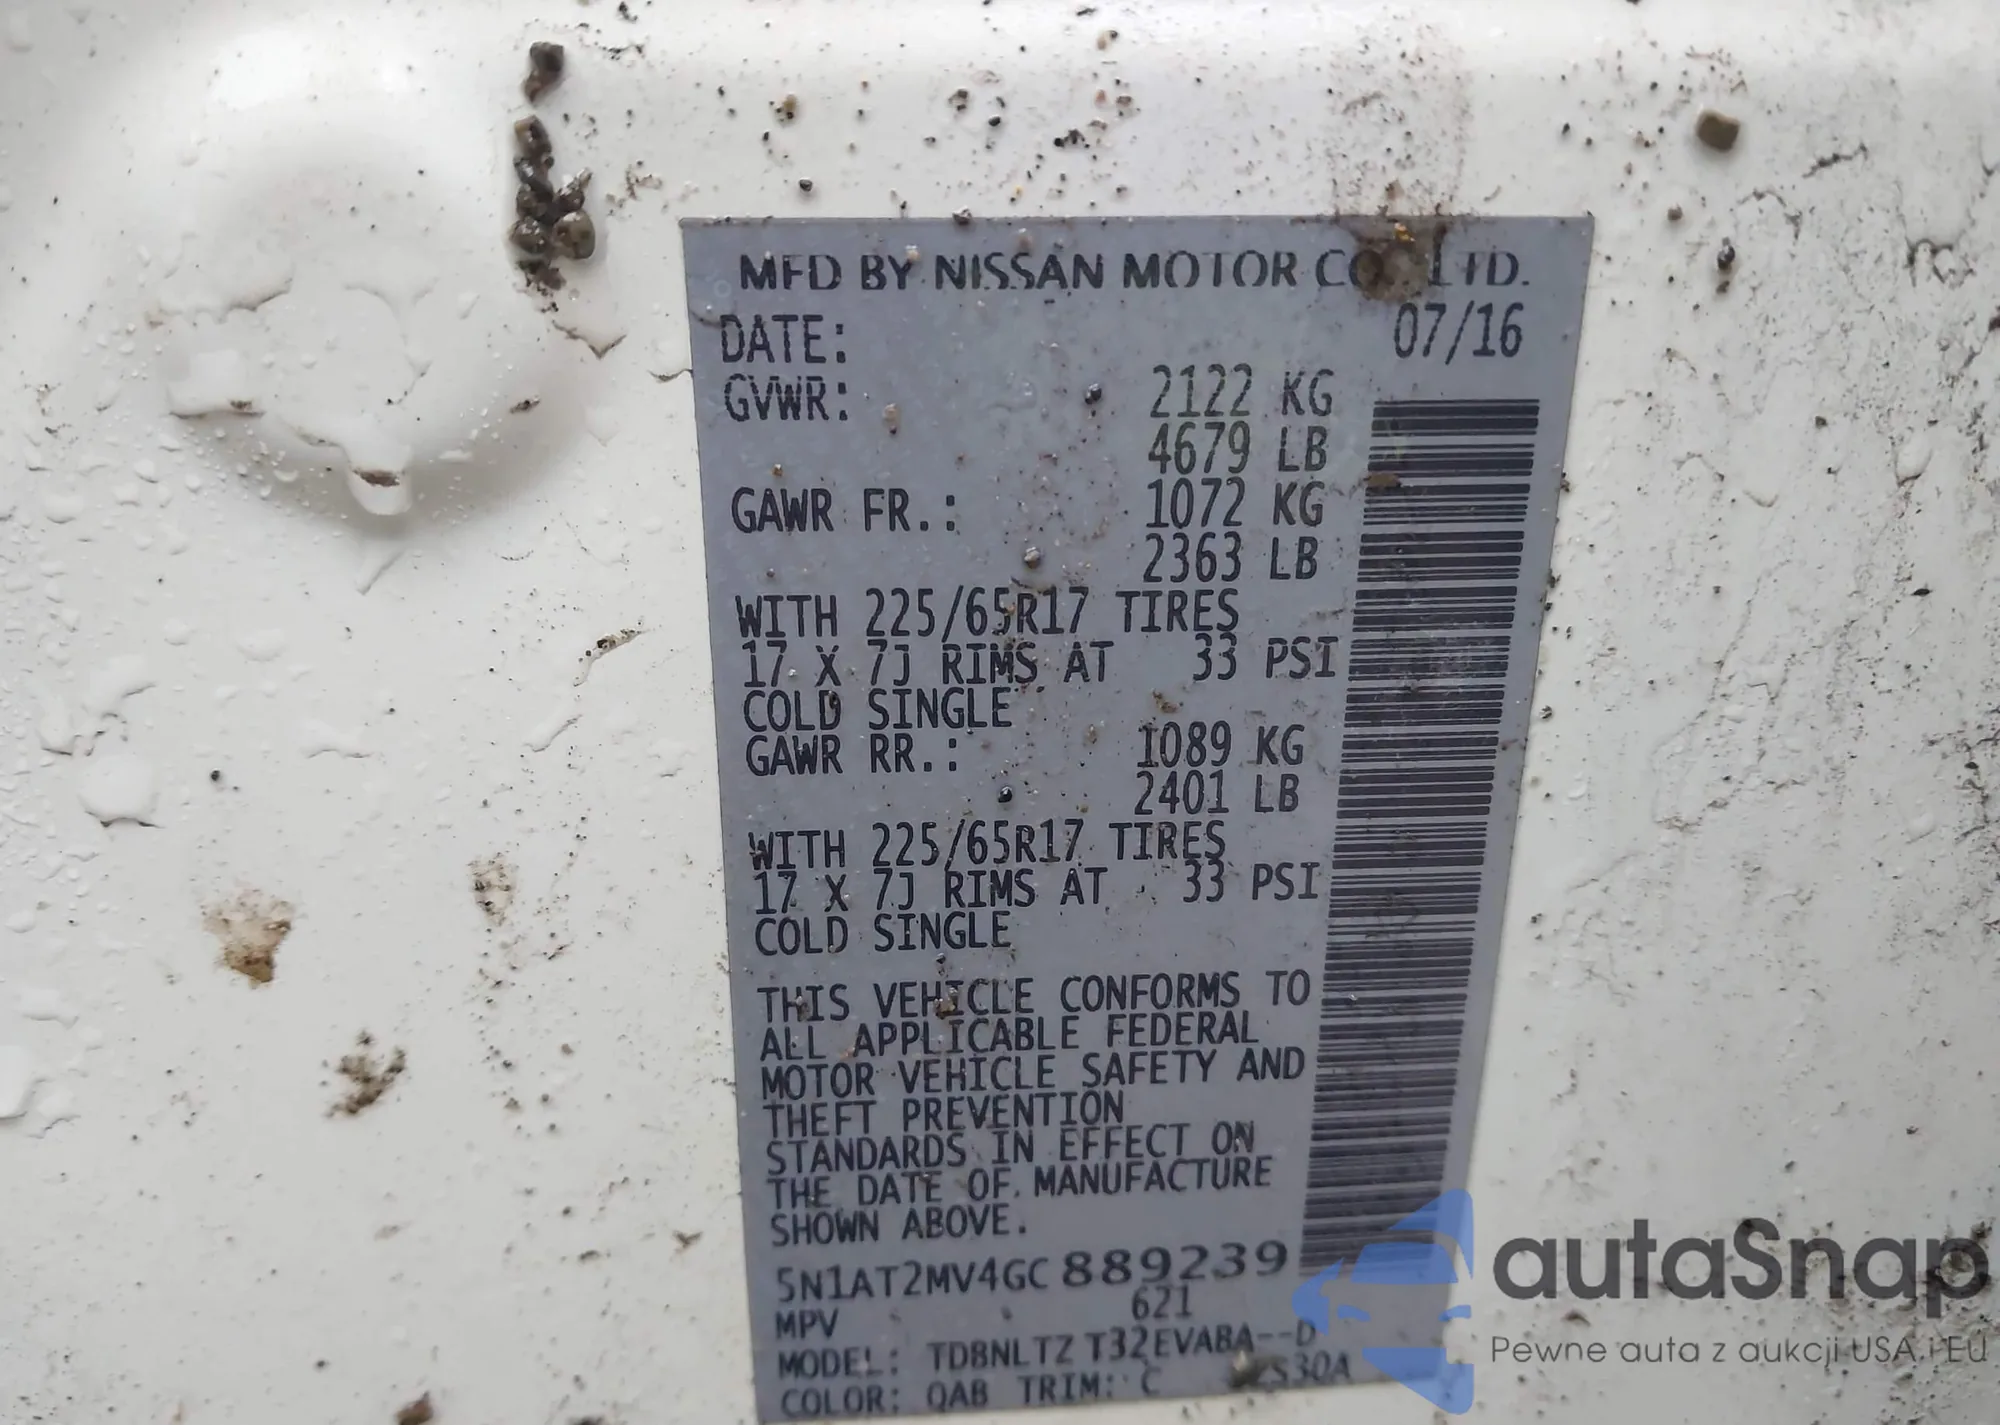 MFD BY NISSAN MOTOR CO., LTD.
DATE: 07/16
GVWR: 2122 KG
4679 LB
GAWR FR.: 1072 KG
2363 LB
WITH 225/65R17 TIRES
17 X 7J RIMS AT 33 PSI
COLD SINGLE
GAWR RR.: 1089 KG
2401 LB
WITH 225/65R17 TIRES
17 X 7J RIMS AT 33 PSI
COLD SINGLE
THIS VEHICLE CONFORMS TO
ALL APPLICABLE FEDERAL
MOTOR VEHICLE SAFETY AND
THEFT PREVENTION
STANDARDS IN EFFECT ON
THE DATE OF MANUFACTURE
SHOWN ABOVE.
5N1AT2MV4GC889239
MPV 621
MODEL: TDBNLTZ T32EVABA--D
COLOR: QAB TRIM: C
autaSnap
Pewne auta z aukcji USA i EU